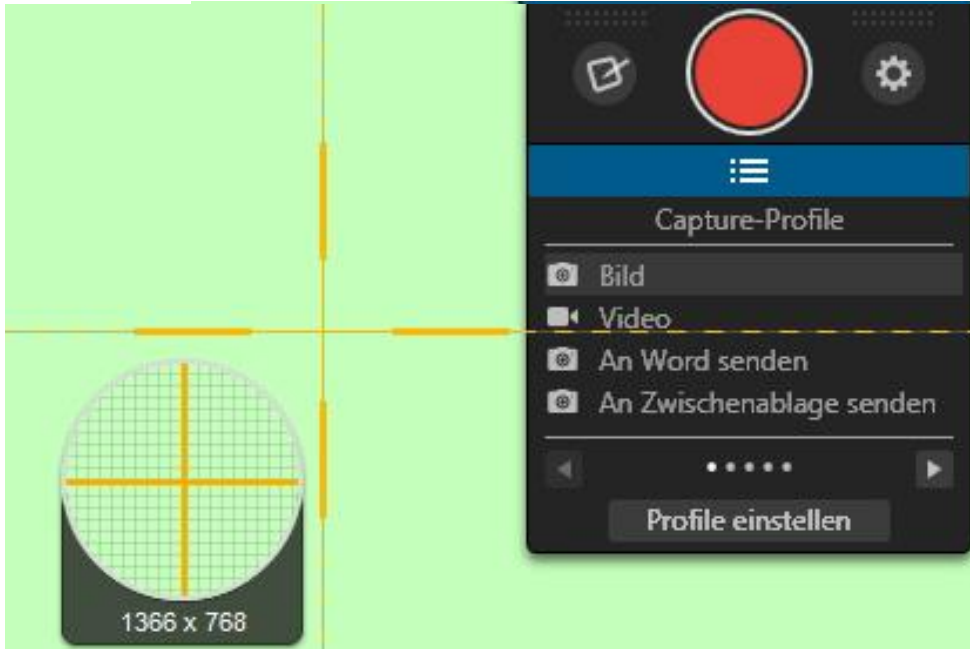 Capture-Profile
Bild
Video
An Word senden
An Zwischenablage senden
Profile einstellen
1366 x 768